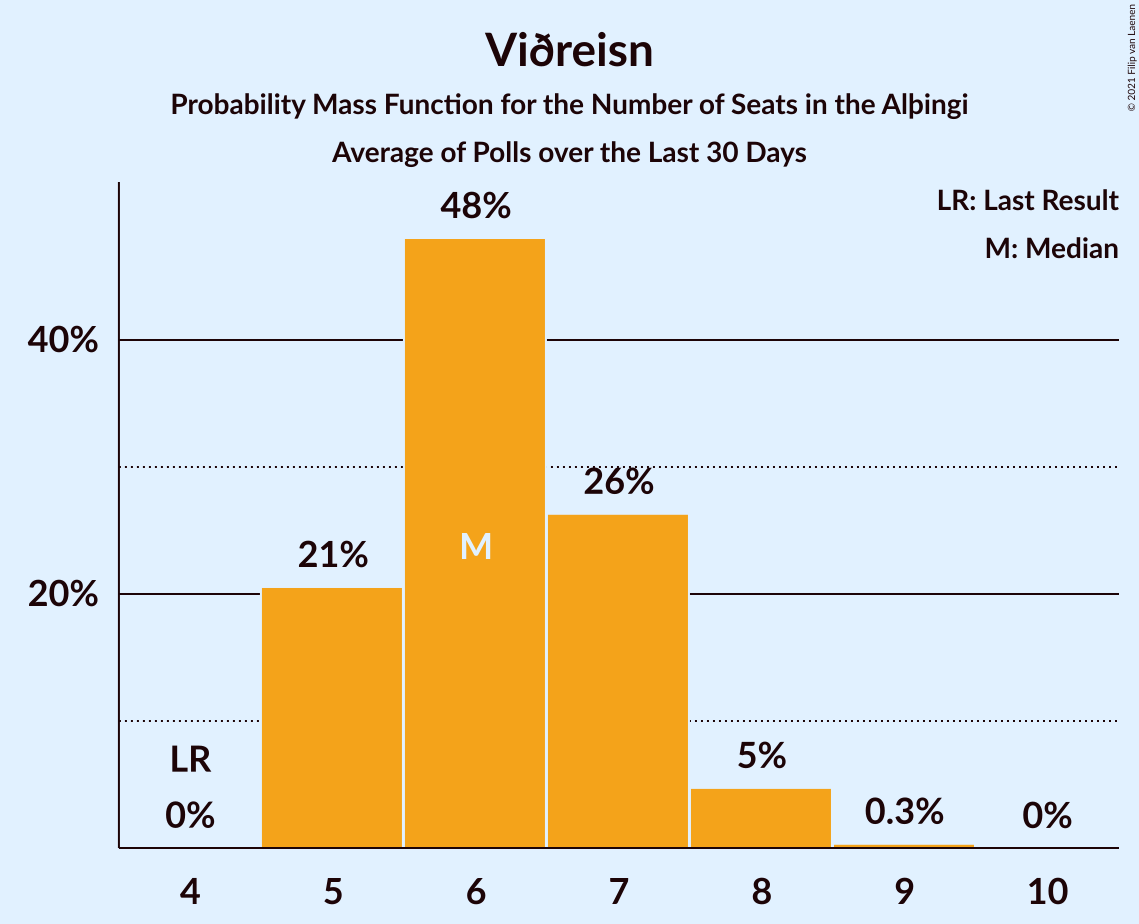 Viðreisn
Probability Mass Function for the Number of Seats in the Alþingi
Average of Polls over the Last 30 Days
© 2021 Filip van Laenen
LR: Last Result
M: Median
40%
20%
LR
0%
21%
48%
M
26%
5%
0.3%
0%
4 5 6 7 8 9 10